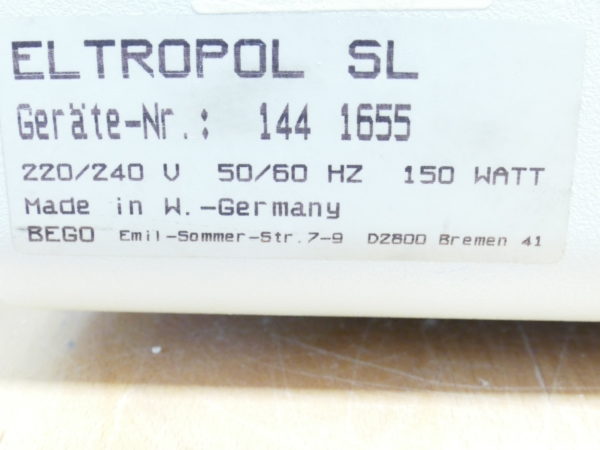 ELTROPOL SL
Geräte-Nr.: 144 1655
220/240 V 50/60 HZ 150 WATT
Made in W.-Germany
BEGO Emil-Sommer-Str.7-9 D2800 Bremen 41